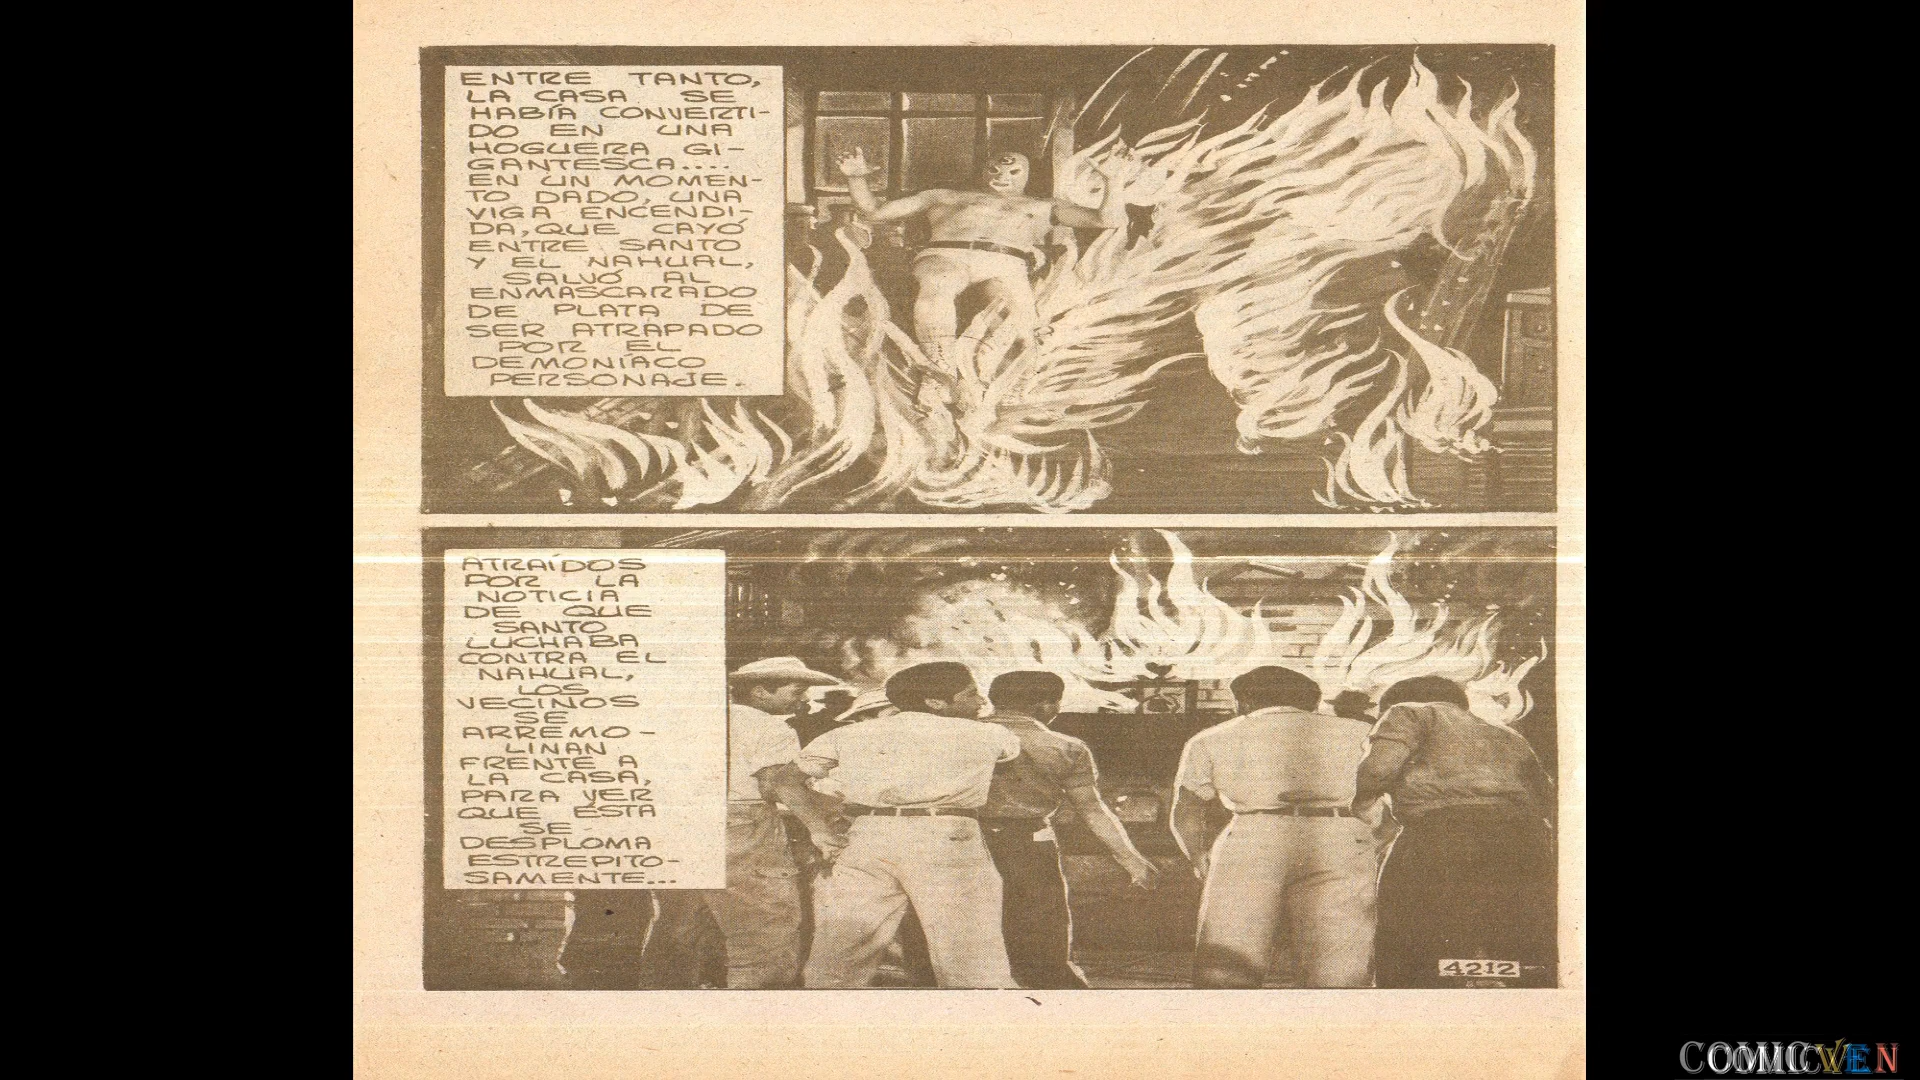 ENTRE TANTO,
LA CASA SE
HABÍA CONVERTI-
DO EN UNA
HOGUERA GI-
GANTESCA....
EN UN MOMEN-
TO DADO, UNA
VIGA ENCENDI-
DA, QUE CAYÓ
ENTRE SANTO
Y EL NAHUAL,
SALVÓ AL
ENMASCARADO
DE PLATA DE
SER ATRAPADO
POR EL
DEMONÍACO
PERSONAJE.
ATRAÍDOS
POR LA
NOTICIA
DE QUE
SANTO
LUCHABA
CONTRA EL
NAHUAL,
LOS
VECINOS
SE
ARREMO-
LINAN
FRENTE A
LA CASA,
PARA VER
QUE ESTA
SE
DESPLOMA
ESTREPITO-
SAMENTE...
4212
COMICWEN